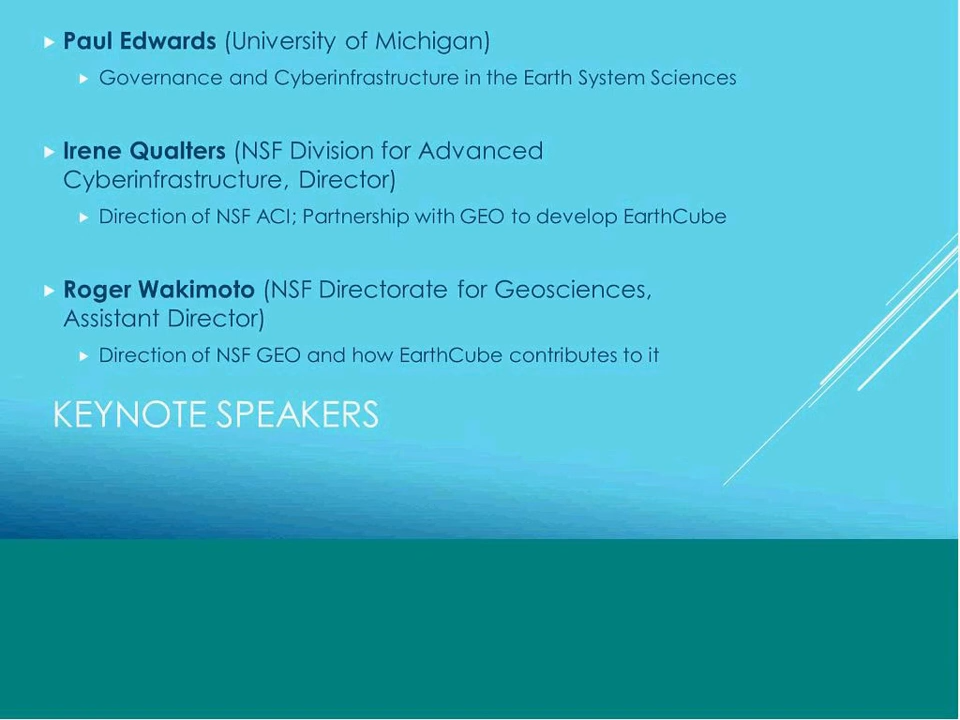 Paul Edwards (University of Michigan)
Governance and Cyberinfrastructure in the Earth System Sciences
Irene Qualters (NSF Division for Advanced
Cyberinfrastructure, Director)
Direction of NSF ACI; Partnership with GEO to develop EarthCube
Roger Wakimoto (NSF Directorate for Geosciences,
Assistant Director)
Direction of NSF GEO and how EarthCube contributes to it
KEYNOTE SPEAKERS